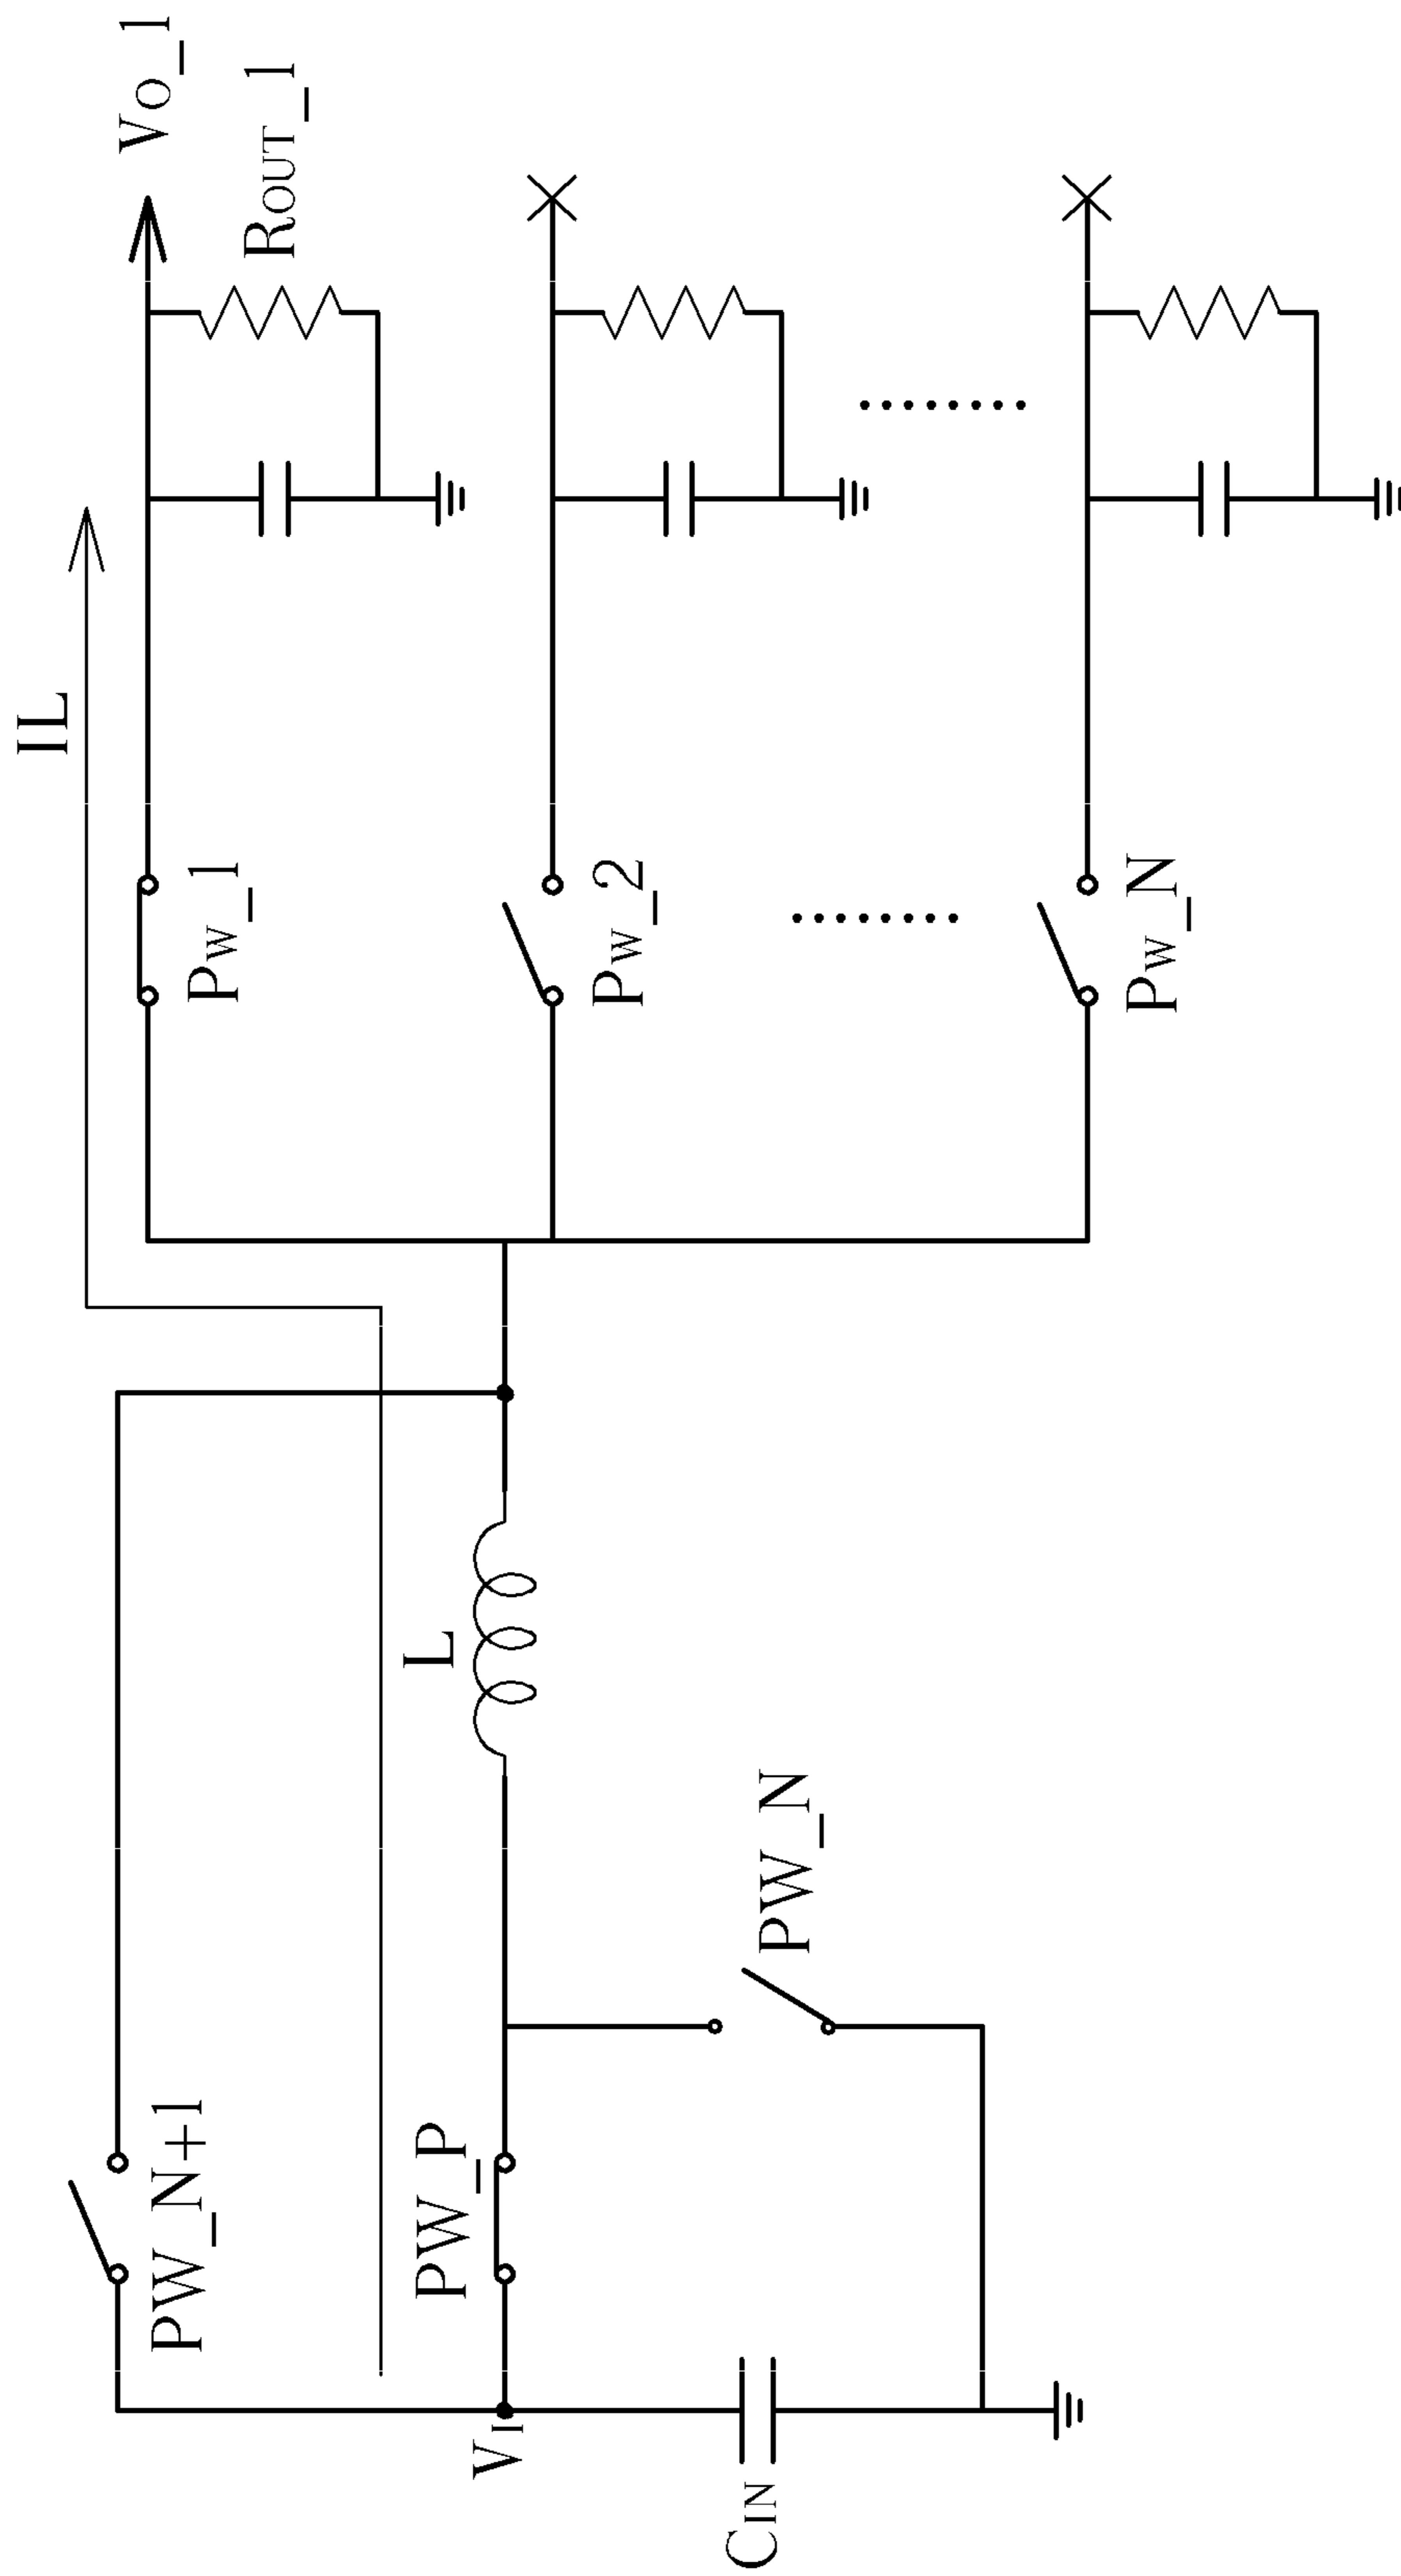 IL
VO_1
ROUT_1
PW_1
PW_2
PW_N
PW_N+1
L
PW_P
PW_N
VI
CIN